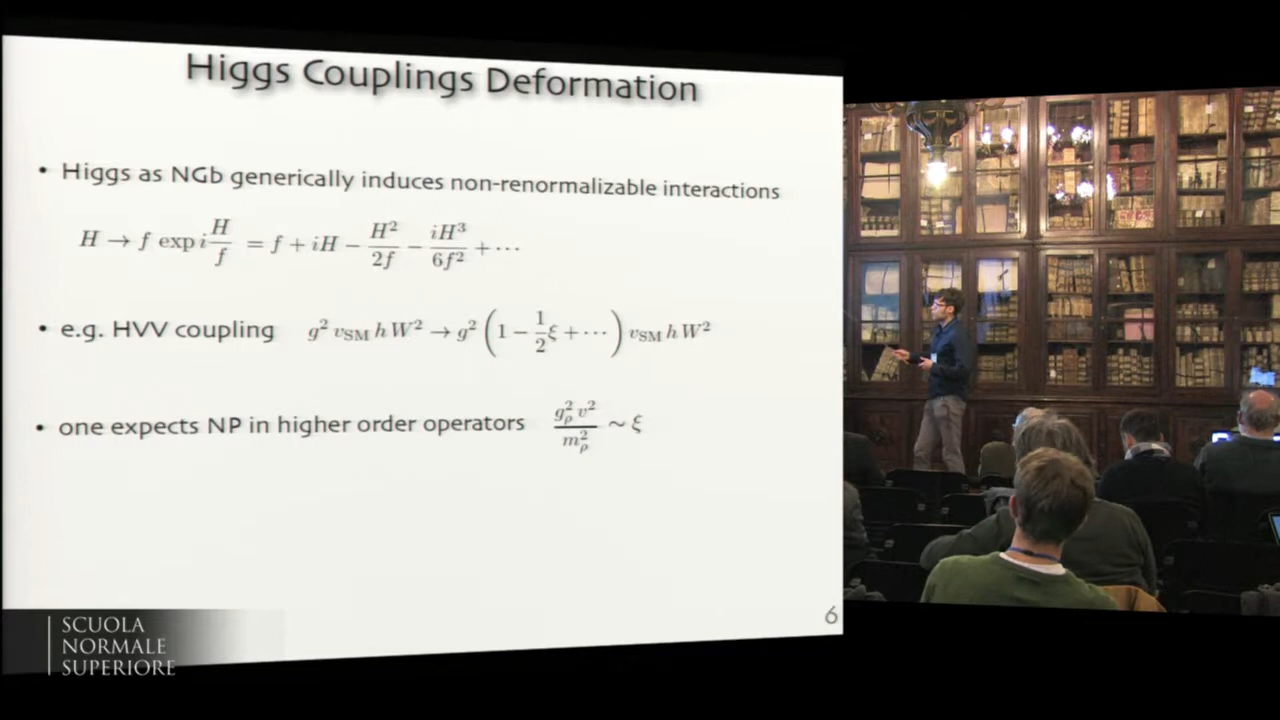 Higgs Couplings Deformation
• Higgs as NGb generically induces non-renormalizable interactions
H → f exp i H/f = f + iH − H²/2f − iH³/6f² + ⋯
• e.g. HVV coupling g² v_SM h W² → g² (1 − 1/2 ξ + ⋯) v_SM h W²
• one expects NP in higher order operators g_ρ² v²/m_ρ² ~ ξ
6
SCUOLA
NORMALE
SUPERIORE